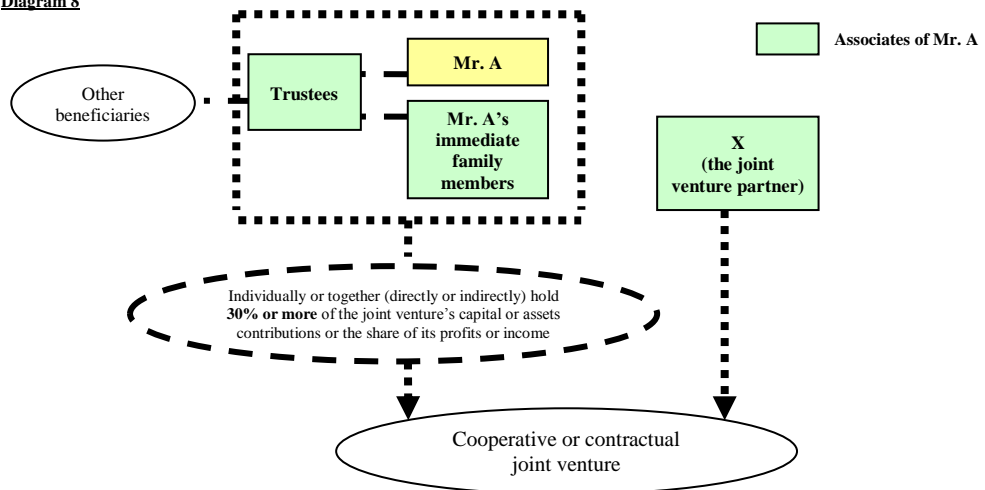 Diagram 8
Other
beneficiaries
Trustees
Mr. A
Mr. A's
immediate
family
members
Associates of Mr. A
X
(the joint
venture partner)
Individually or together (directly or indirectly) hold
30% or more of the joint venture's capital or assets
contributions or the share of its profits or income
Cooperative or contractual
joint venture